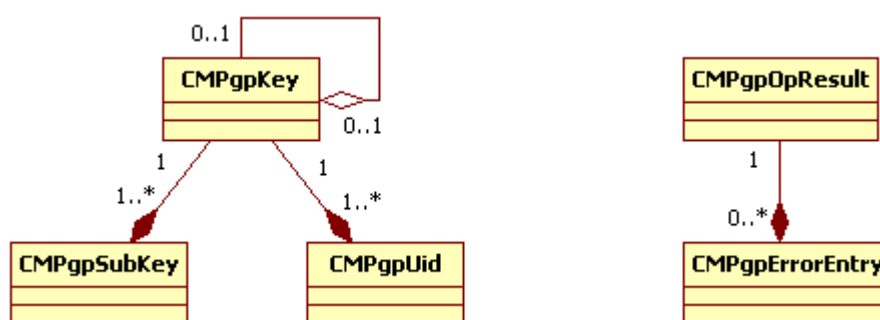 0..1
CMPgpKey
CMPgpOpResult
0..1
1
1
1
1..*
1..*
0..*
CMPgpSubKey
CMPgpUid
CMPgpErrorEntry